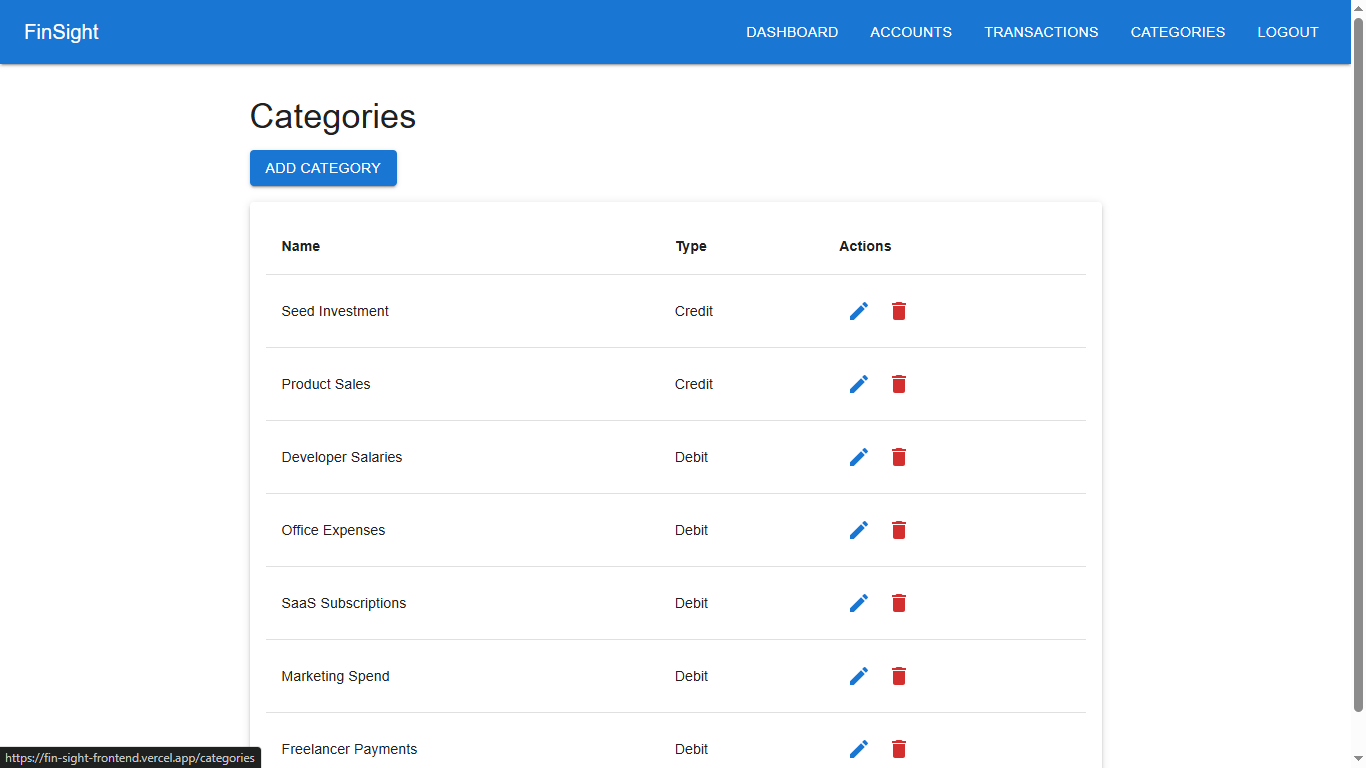 FinSight DASHBOARD ACCOUNTS TRANSACTIONS CATEGORIES LOGOUT
Categories
ADD CATEGORY
Name Type Actions
Seed Investment Credit
Product Sales Credit
Developer Salaries Debit
Office Expenses Debit
SaaS Subscriptions Debit
Marketing Spend Debit
Freelancer Payments Debit
https://fin-sight-frontend.vercel.app/categories